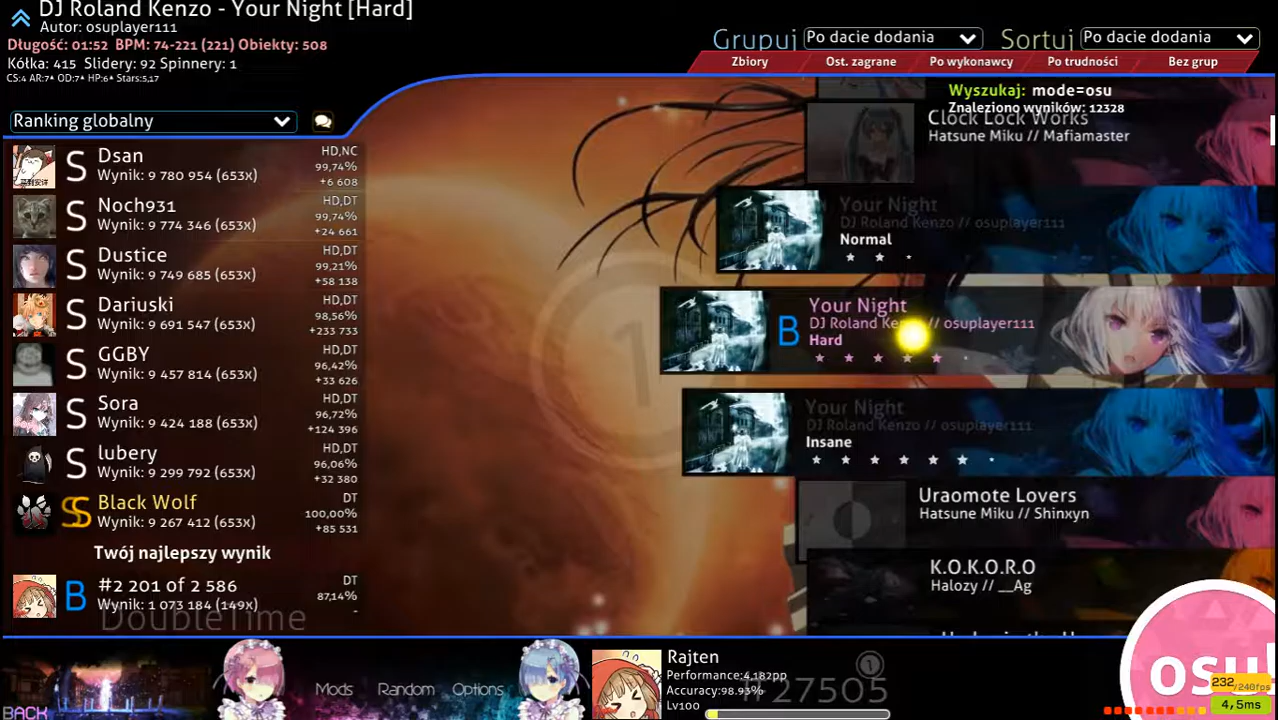 DJ Roland Kenzo - Your Night [Hard]
Autor: osuplayer111
Długość: 01:52 BPM: 74-221 (221) Obiekty: 508
Kółka: 415 Slidery: 92 Spinnery: 1
CS:4 AR:7 OD:7 HP:6 Stars:5,17
Grupuj Po dacie dodania
Sortuj Po dacie dodania
Zbiory Ost. zagrane Po wykonawcy Po trudności Bez grup
Wyszukaj: mode=osu
Znaleziono wyników: 12328
Ranking globalny
S Dsan HD,NC
Wynik: 9 780 954 (653x) 99,74%
+6 608
S Noch931 HD,DT
Wynik: 9 774 346 (653x) 99,74%
+24 661
S Dustice HD,DT
Wynik: 9 749 685 (653x) 99,21%
+58 138
S Dariuski HD,DT
Wynik: 9 691 547 (653x) 98,56%
+233 733
S GGBY HD,DT
Wynik: 9 457 814 (653x) 96,42%
+33 626
S Sora HD,DT
Wynik: 9 424 188 (653x) 96,72%
+124 396
S lubery HD,DT
Wynik: 9 299 792 (653x) 96,06%
+32 380
SS Black Wolf DT
Wynik: 9 267 412 (653x) 100,00%
+85 531
Twój najlepszy wynik
B #2 201 of 2 586 DT
Wynik: 1 073 184 (149x) 87,14%
-
DoubleTime
Clock Lock Works
Hatsune Miku // Mafiamaster
Your Night
DJ Roland Kenzo // osuplayer111
Normal
B Your Night
DJ Roland Kenzo // osuplayer111
Hard
Your Night
DJ Roland Kenzo // osuplayer111
Insane
Uraomote Lovers
Hatsune Miku // Shinxyn
K.O.K.O.R.O
Halozy // __Ag
1
BACK
Mods Random Options
Rajten
Performance:4,182pp
Accuracy:98.93%
Lv100
#27505
1
osu!
232/240fps
4,5ms